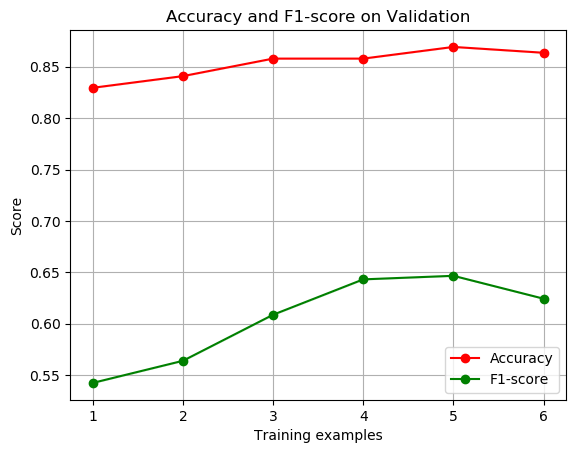 Accuracy and F1-score on Validation
Score
0.85
0.80
0.75
0.70
0.65
0.60
0.55
Accuracy
F1-score
1 2 3 4 5 6
Training examples